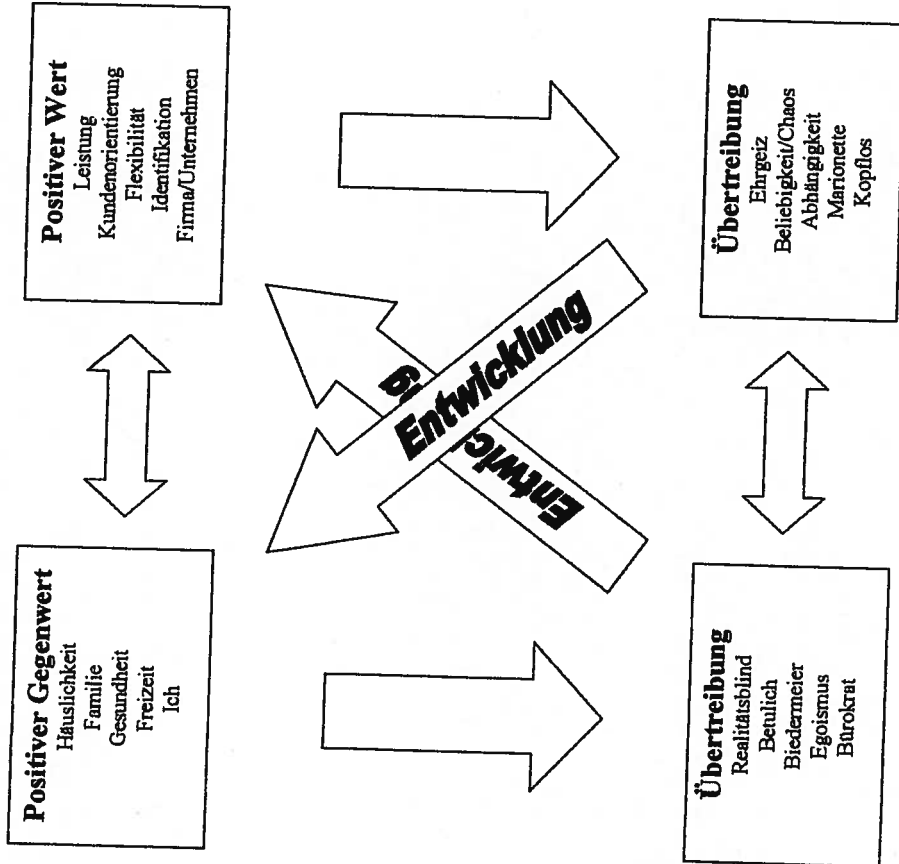 Positiver Gegenwert
Häuslichkeit
Familie
Gesundheit
Freizeit
Ich
Positiver Wert
Leistung
Kundenorientierung
Flexibilität
Identifikation
Firma/Unternehmen
Entwicklung
Übertreibung
Realitätsblind
Betulich
Biedermeier
Egoismus
Bürokrat
Übertreibung
Ehrgeiz
Beliebigkeit/Chaos
Abhängigkeit
Marionette
Kopflos